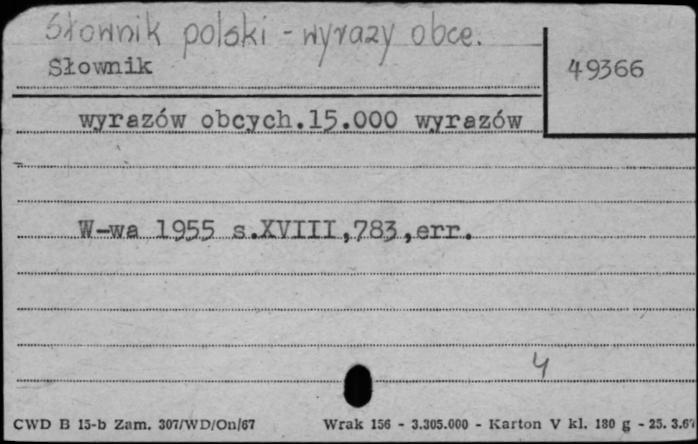 Słownik polski - wyrazy obce.
Słownik
49366
wyrazów obcych.15.000 wyrazów
W-wa 1955 s.XVIII,783,err.
4
CWD B 15-b Zam. 307/WD/On/67 Wrak 156 - 3.305.000 - Karton V kl. 180 g - 25. 3.6